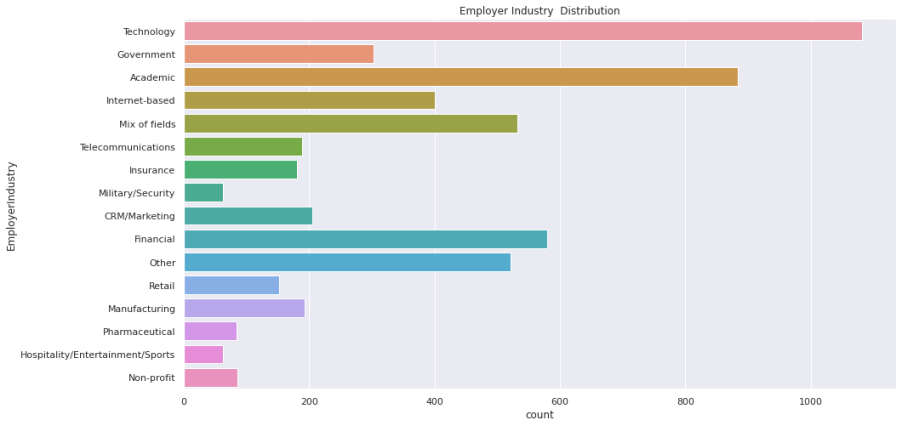 Employer Industry  Distribution
Technology
Government
Academic
Internet-based
Mix of fields
Telecommunications
Insurance
Military/Security
CRM/Marketing
Financial
Other
Retail
Manufacturing
Pharmaceutical
Hospitality/Entertainment/Sports
Non-profit
EmployerIndustry
0 200 400 600 800 1000
count